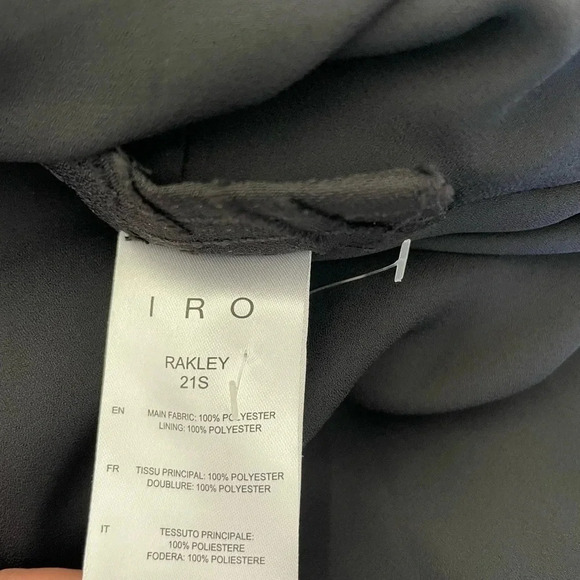 IRO
RAKLEY
21S
EN MAIN FABRIC: 100% POLYESTER
LINING: 100% POLYESTER
FR TISSU PRINCIPAL: 100% POLYESTER
DOUBLURE: 100% POLYESTER
IT TESSUTO PRINCIPALE:
100% POLIESTERE
FODERA: 100% POLIESTERE